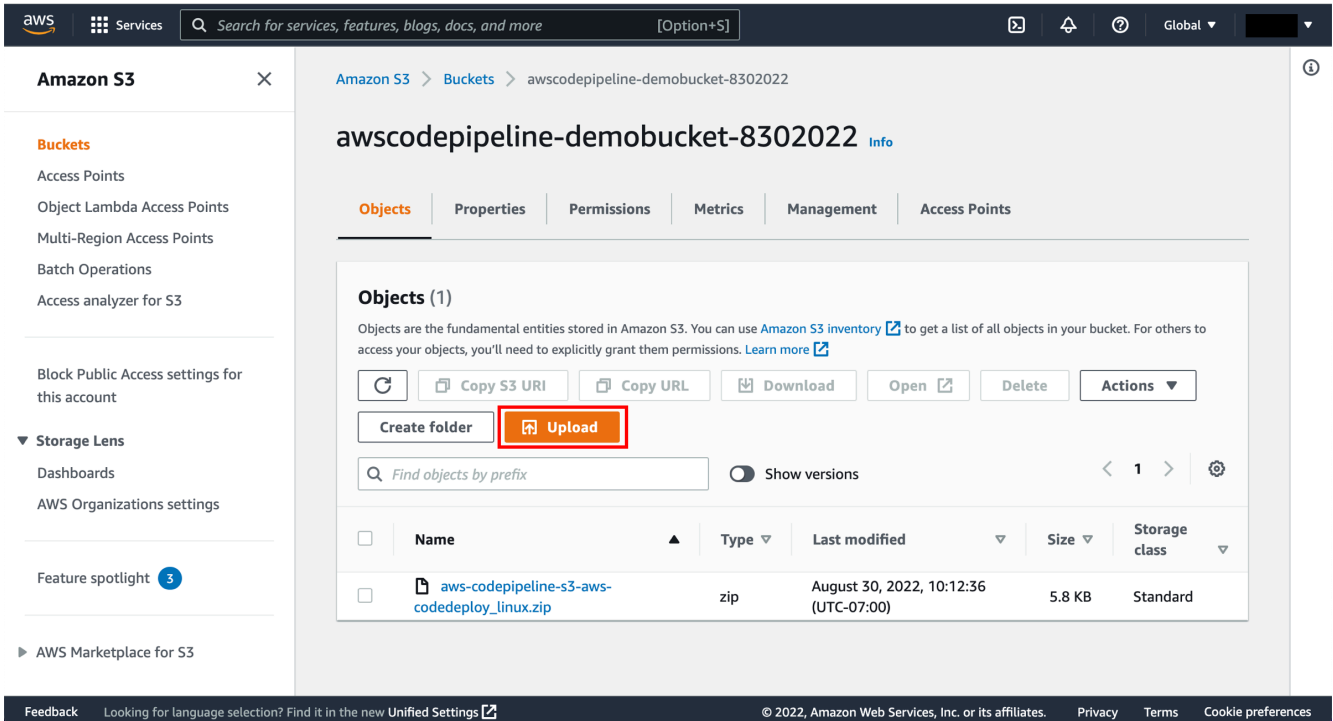 aws Services Search for services, features, blogs, docs, and more [Option+S] Global
Amazon S3
Buckets
Access Points
Object Lambda Access Points
Multi-Region Access Points
Batch Operations
Access analyzer for S3
Block Public Access settings for
this account
Storage Lens
Dashboards
AWS Organizations settings
Feature spotlight 3
AWS Marketplace for S3
Amazon S3 > Buckets > awscodepipeline-demobucket-8302022
awscodepipeline-demobucket-8302022 Info
Objects Properties Permissions Metrics Management Access Points
Objects (1)
Objects are the fundamental entities stored in Amazon S3. You can use Amazon S3 inventory to get a list of all objects in your bucket. For others to
access your objects, you'll need to explicitly grant them permissions. Learn more
Copy S3 URI Copy URL Download Open Delete Actions
Create folder Upload
Find objects by prefix Show versions < 1 >
Name Type Last modified Size Storage
class
aws-codepipeline-s3-aws- August 30, 2022, 10:12:36
codedeploy_linux.zip zip (UTC-07:00) 5.8 KB Standard
Feedback Looking for language selection? Find it in the new Unified Settings © 2022, Amazon Web Services, Inc. or its affiliates. Privacy Terms Cookie preferences